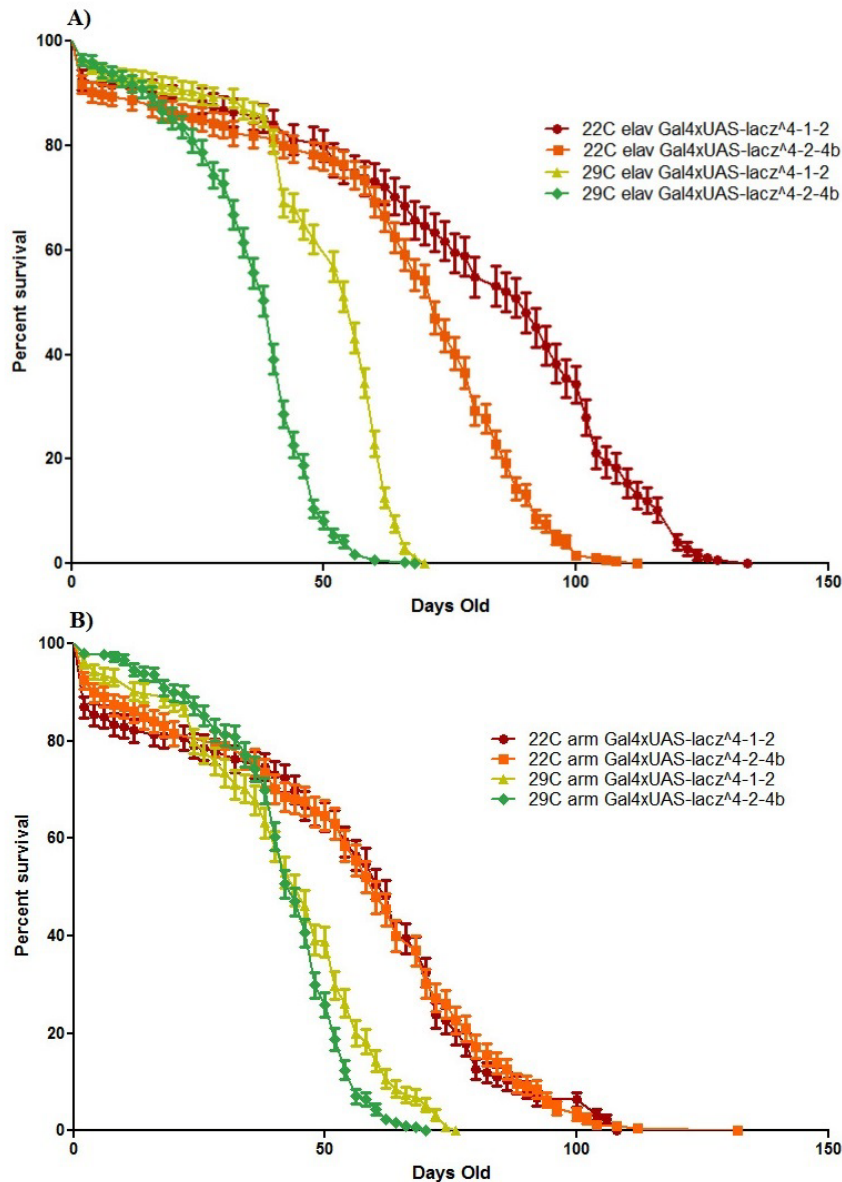 A)
100
80
60
40
20
0
Percent survival
0 50 100 150
Days Old
22C elav Gal4xUAS-lacz^4-1-2
22C elav Gal4xUAS-lacz^4-2-4b
29C elav Gal4xUAS-lacz^4-1-2
29C elav Gal4xUAS-lacz^4-2-4b
B)
100
80
60
40
20
0
Percent survival
0 50 100 150
Days Old
22C arm Gal4xUAS-lacz^4-1-2
22C arm Gal4xUAS-lacz^4-2-4b
29C arm Gal4xUAS-lacz^4-1-2
29C arm Gal4xUAS-lacz^4-2-4b